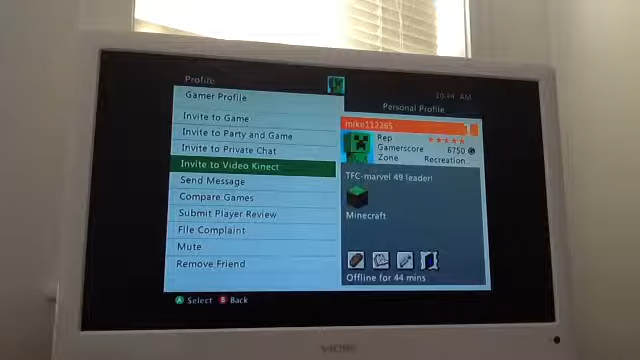 Profile
10:44 AM
Gamer Profile
Personal Profile
Invite to Game
mike112265
Invite to Party and Game
Rep
Invite to Private Chat
Gamerscore 6750
Zone Recreation
Invite to Video Kinect
Send Message
TFC-marvel 49 leader!
Compare Games
Submit Player Review
Minecraft
File Complaint
Mute
Remove Friend
Offline for 44 mins
A Select B Back
VIORE